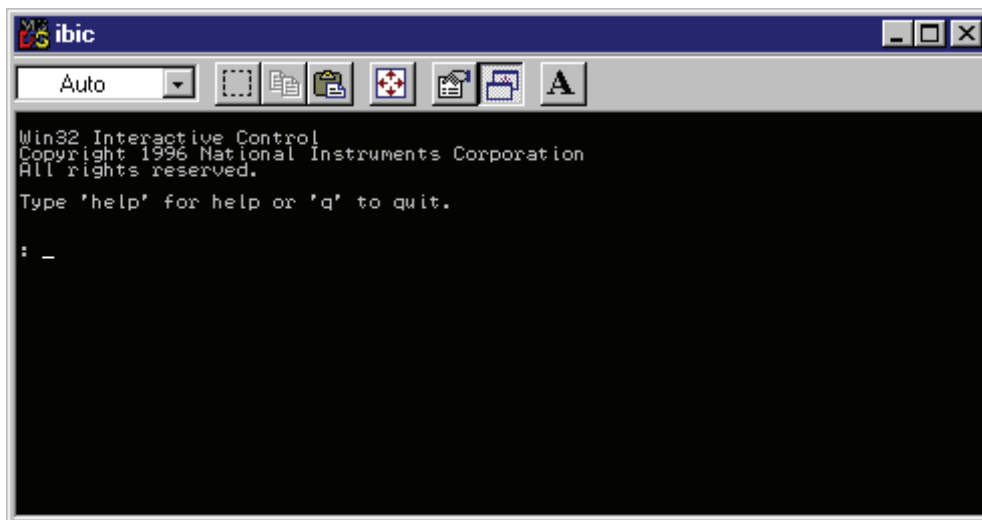 ibic
Auto
A
Win32 Interactive Control
Copyright 1996 National Instruments Corporation
All rights reserved.
Type 'help' for help or 'q' to quit.
: _